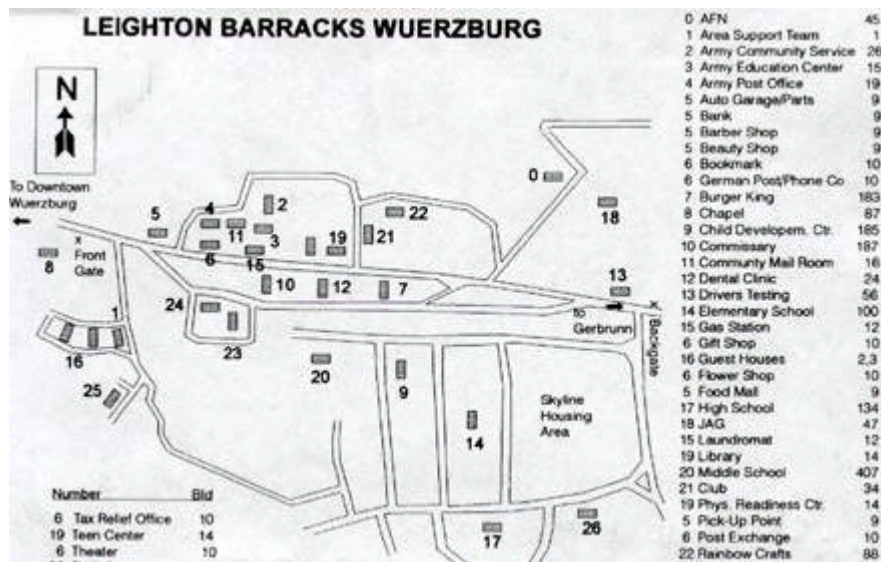 LEIGHTON BARRACKS WUERZBURG
N
To Downtown
Wuerzburg
x
Front
Gate
5
4
11
2
3
6
15
19
21
22
0
18
8
10
12
7
13
x
24
23
to
Gerbrunn
Backgate
1
16
25
20
9
14
Skyline
Housing
Area
17
26
Number Bld
6 Tax Relief Office 10
19 Teen Center 14
6 Theater 10
0 AFN 45
1 Area Support Team 1
2 Army Community Service 26
3 Army Education Center 15
4 Army Post Office 19
5 Auto Garage/Parts 9
5 Bank 9
5 Barber Shop 9
5 Beauty Shop 9
6 Bookmark 10
6 German Post/Phone Co 10
7 Burger King 183
8 Chapel 87
9 Child Developem. Ctr. 185
10 Commissary 187
11 Communty Mail Room 16
12 Dental Clinic 24
13 Drivers Testing 56
14 Elementary School 100
15 Gas Station 12
6 Gift Shop 10
16 Guest Houses 2,3
6 Flower Shop 10
5 Food Mall 9
17 High School 134
18 JAG 47
15 Laundromat 12
19 Library 14
20 Middle School 407
21 Club 34
19 Phys. Readiness Ctr. 14
5 Pick-Up Point 9
6 Post Exchange 10
22 Rainbow Crafts 88